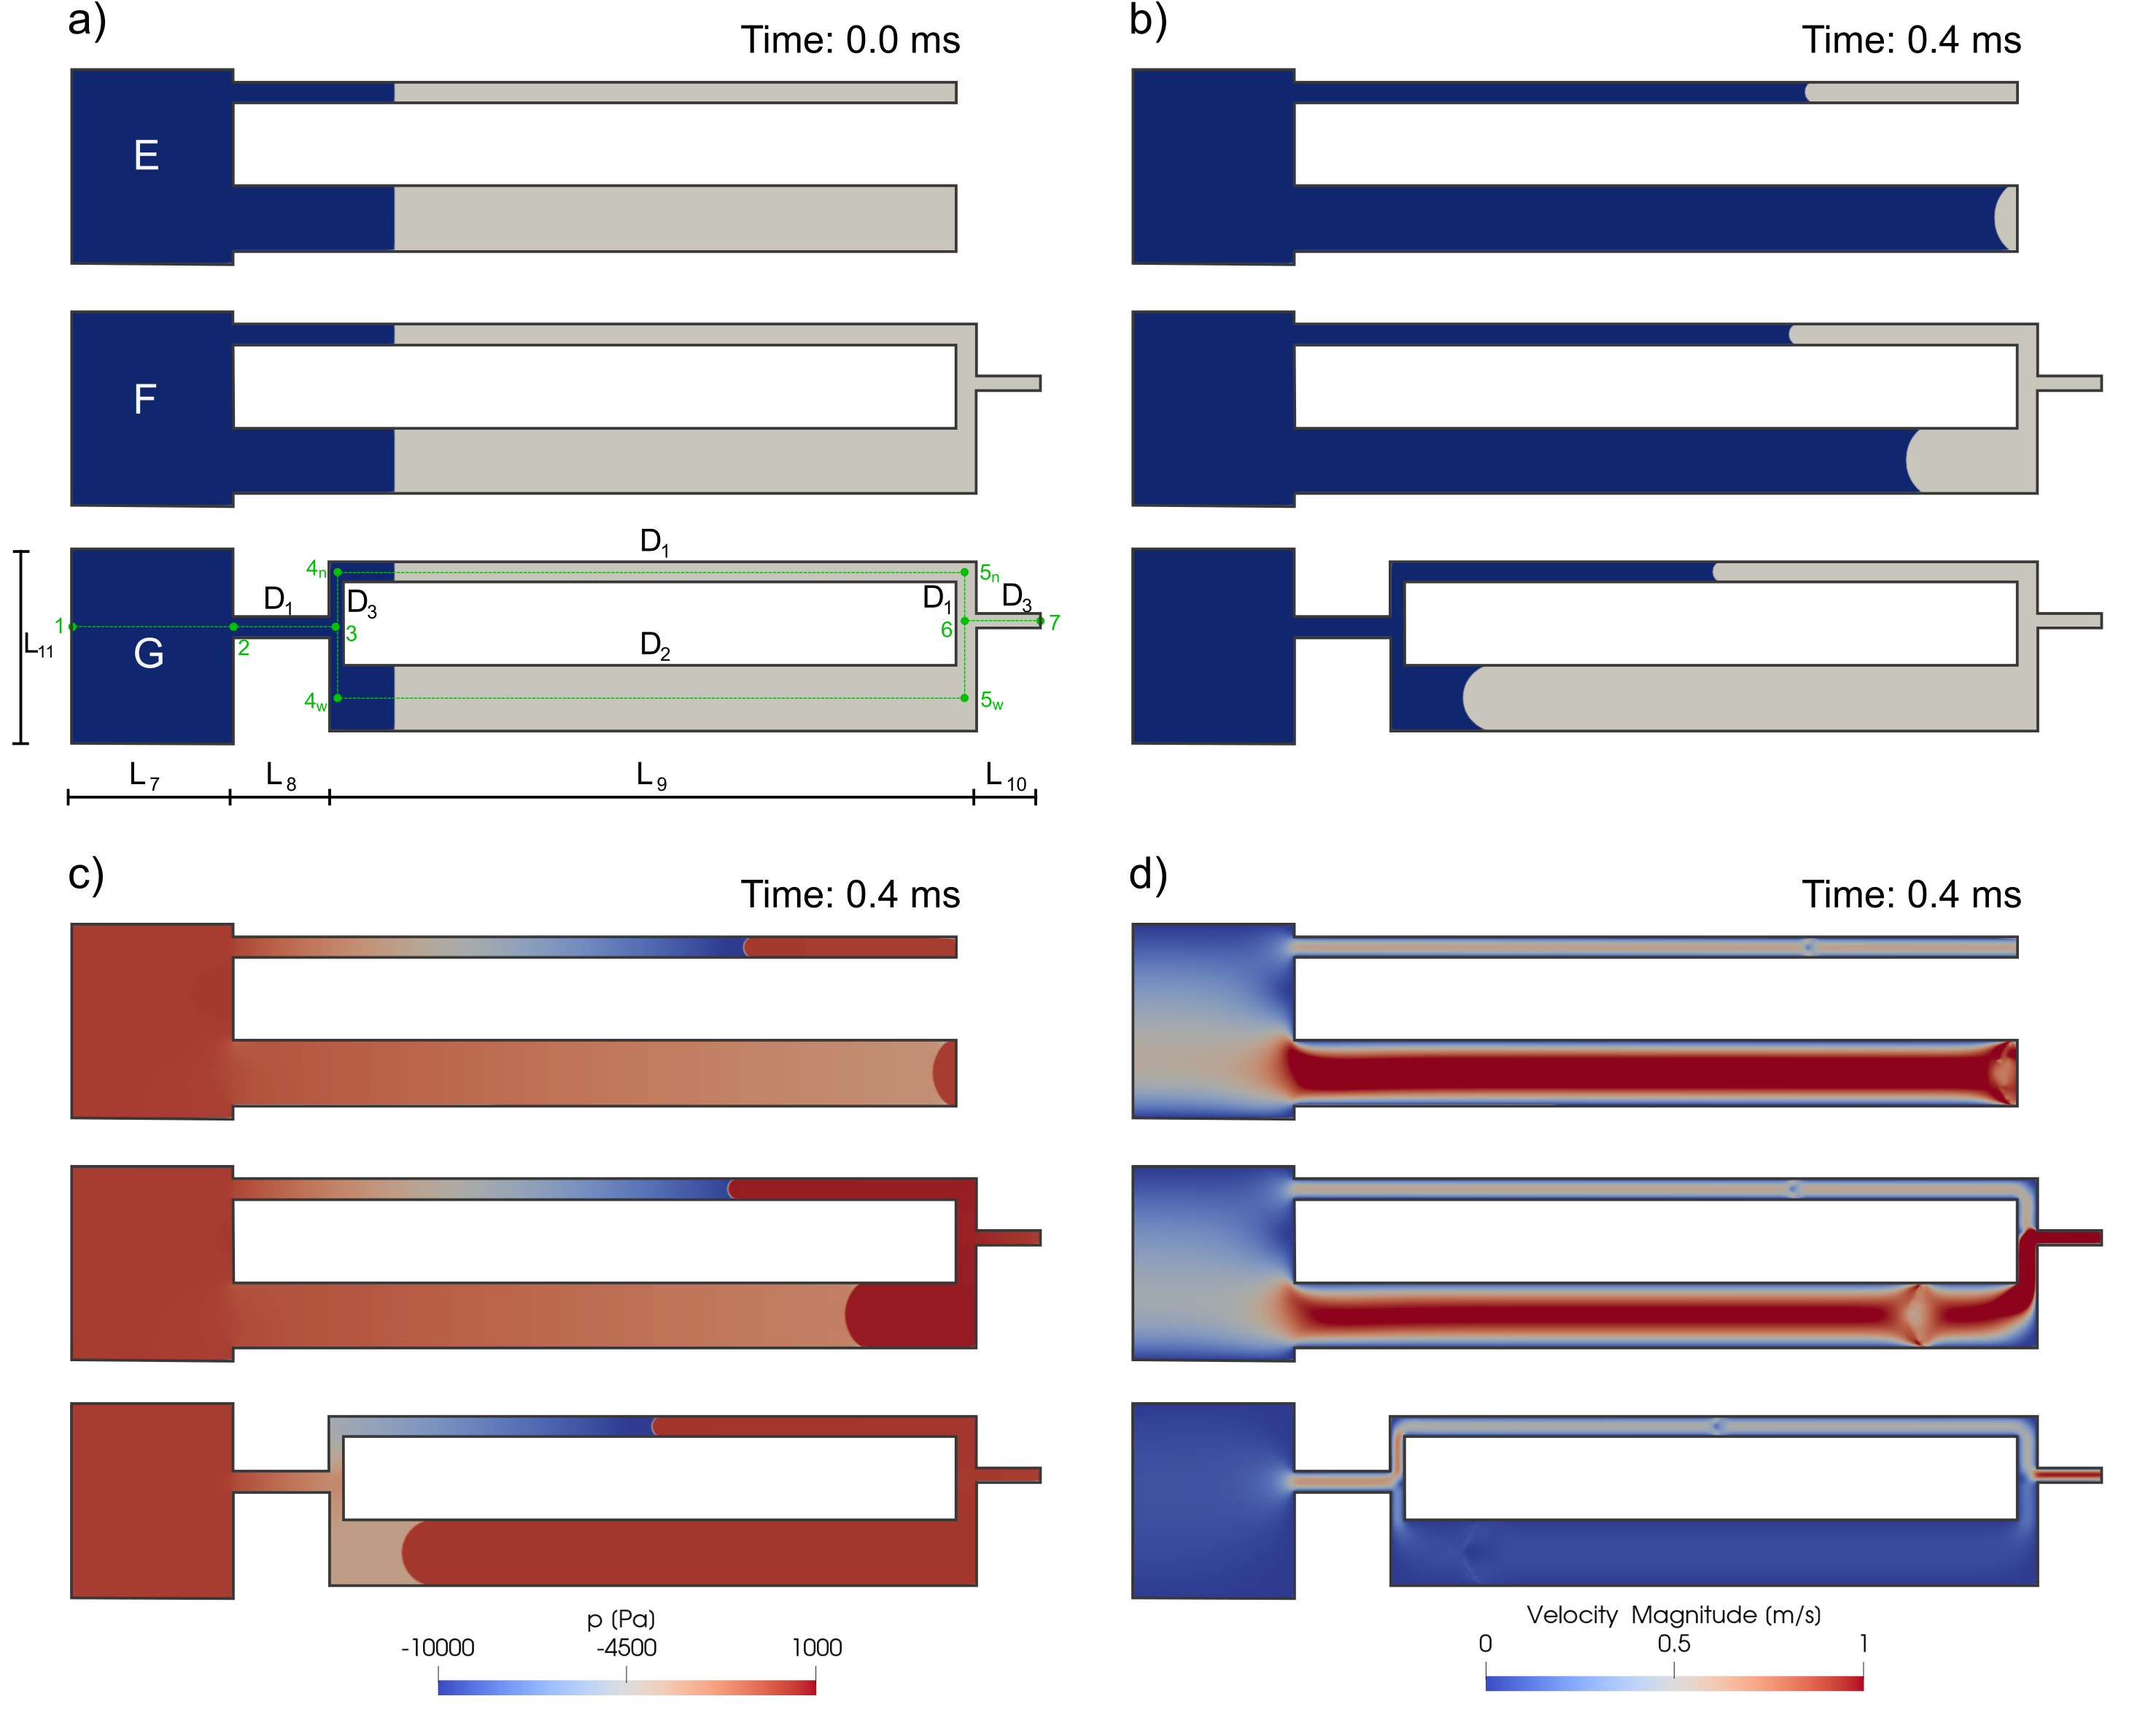 a)
Time: 0.0 ms
E
F
D1
4n
5n
D1
D3
D1
D3
1
2
3
6
7
L11
G
D2
4w
5w
L7
L8
L9
L10
b)
Time: 0.4 ms
c)
Time: 0.4 ms
p (Pa)
-10000
-4500
1000
d)
Time: 0.4 ms
Velocity Magnitude (m/s)
0
0.5
1